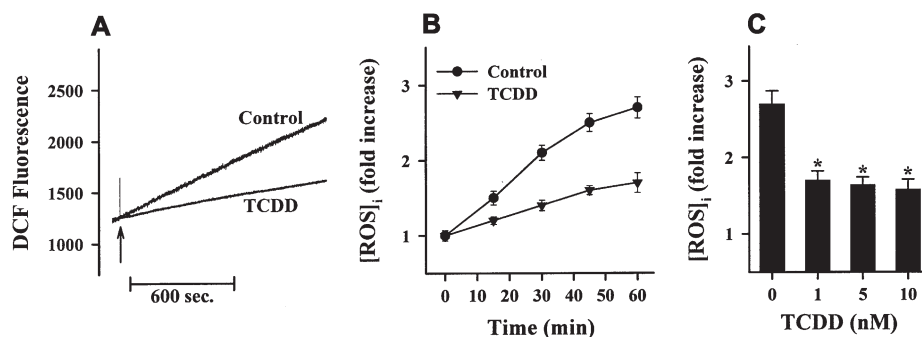 A
DCF Fluorescence
2500
2000
1500
1000
Control
TCDD
600 sec.
B
[ROS]i (fold increase)
3
2
1
Control
TCDD
0 10 20 30 40 50 60
Time (min)
C
[ROS]i (fold increase)
3
2
1
* * *
0 1 5 10
TCDD (nM)